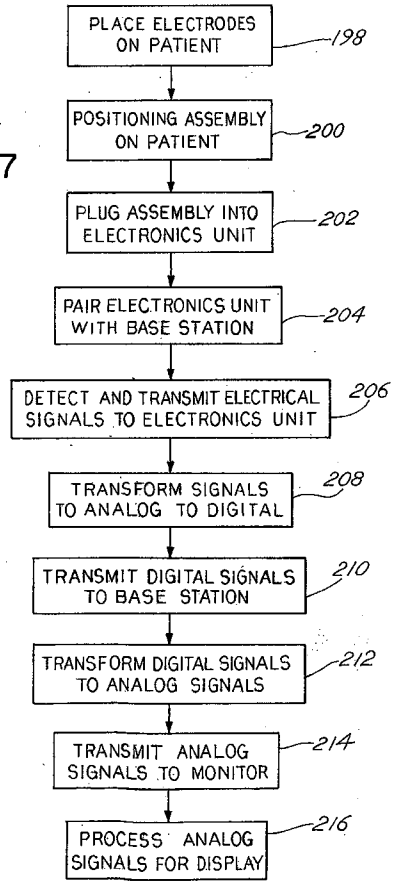 PLACE ELECTRODES
ON PATIENT
198
POSITIONING ASSEMBLY
ON PATIENT
200
7
PLUG ASSEMBLY INTO
ELECTRONICS UNIT
202
PAIR ELECTRONICS UNIT
WITH BASE STATION
204
DETECT AND TRANSMIT ELECTRICAL
SIGNALS TO ELECTRONICS UNIT
206
TRANSFORM SIGNALS
TO ANALOG TO DIGITAL
208
TRANSMIT DIGITAL SIGNALS
TO BASE STATION
210
TRANSFORM DIGITAL SIGNALS
TO ANALOG SIGNALS
212
TRANSMIT ANALOG
SIGNALS TO MONITOR
214
PROCESS ANALOG
SIGNALS FOR DISPLAY
216